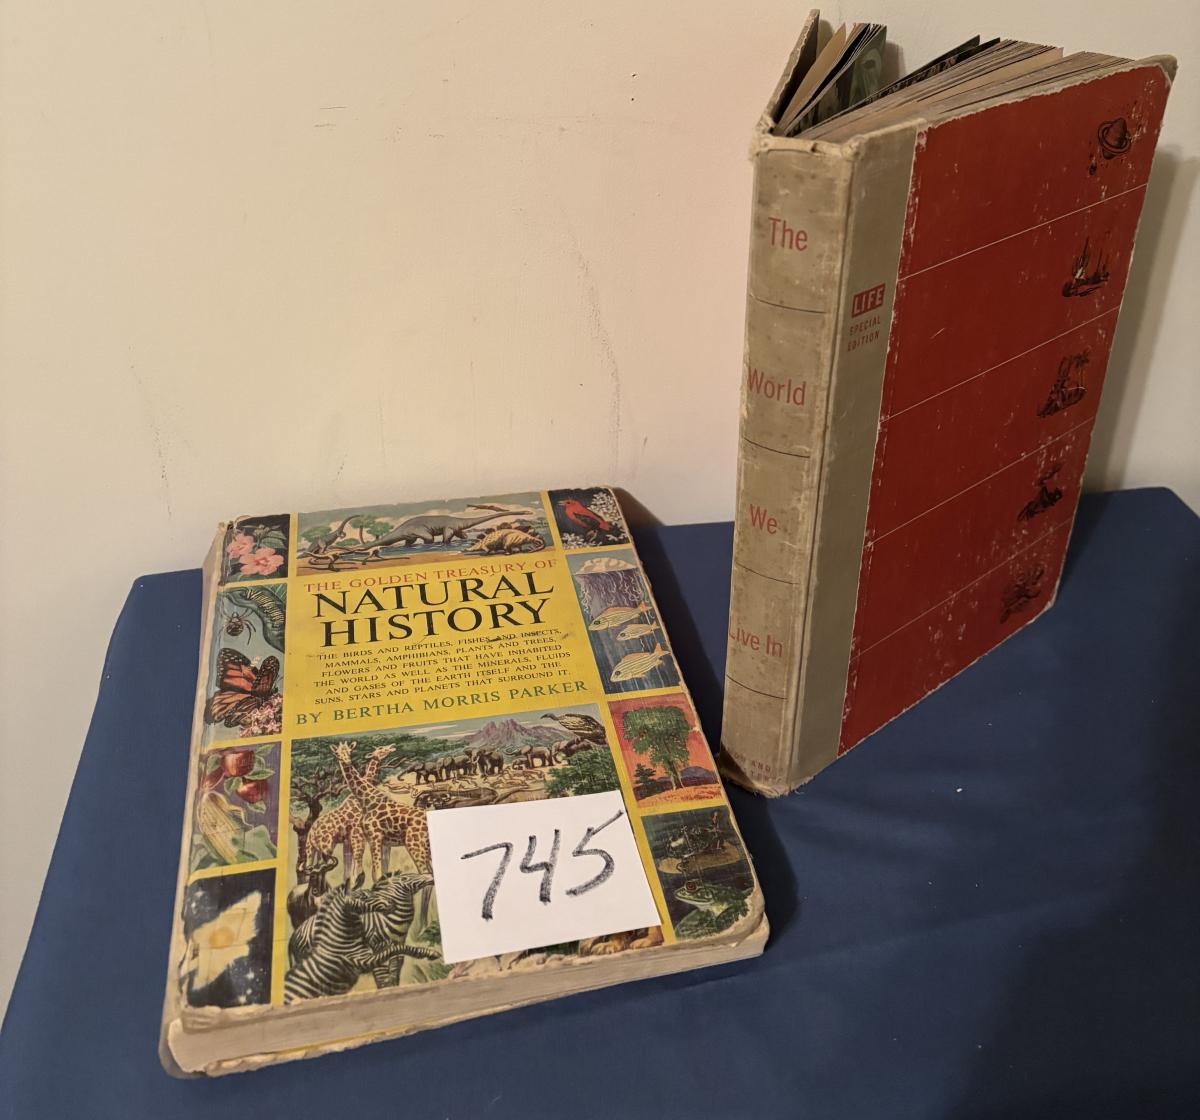 THE GOLDEN TREASURY OF
NATURAL
HISTORY
THE BIRDS AND REPTILES, FISHES AND INSECTS,
MAMMALS, AMPHIBIANS, PLANTS AND TREES,
FLOWERS AND FRUITS THAT HAVE INHABITED
THE WORLD AS WELL AS THE MINERALS, FLUIDS
AND GASES OF THE EARTH ITSELF AND THE
SUNS, STARS AND PLANETS THAT SURROUND IT.
BY BERTHA MORRIS PARKER
745
The
World
We
Live In
LIFE
SPECIAL
EDITION
AND